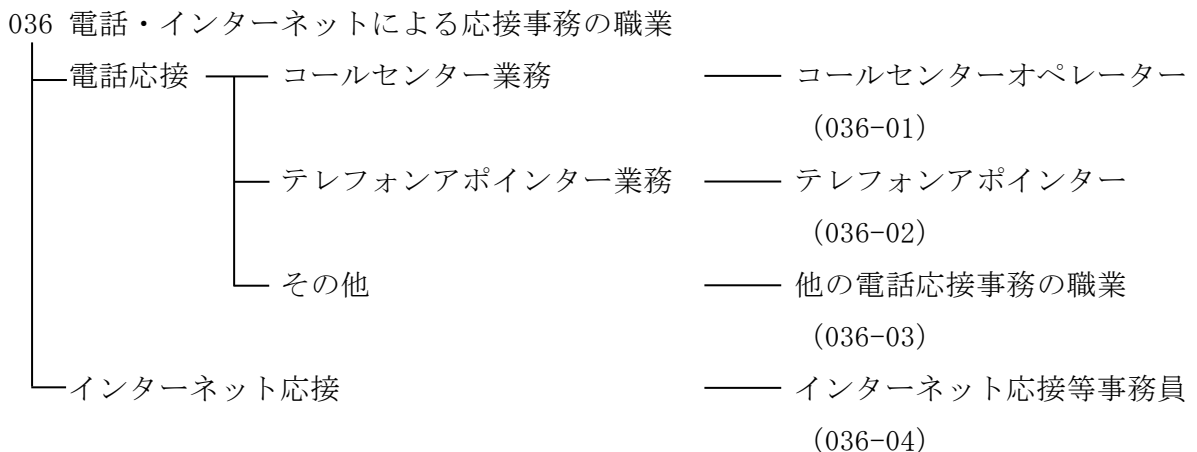 036 電話・インターネットによる応接事務の職業
電話応接 コールセンター業務 コールセンターオペレーター
（036-01）
テレフォンアポインター業務 テレフォンアポインター
（036-02）
その他 他の電話応接事務の職業
（036-03）
インターネット応接 インターネット応接等事務員
（036-04）